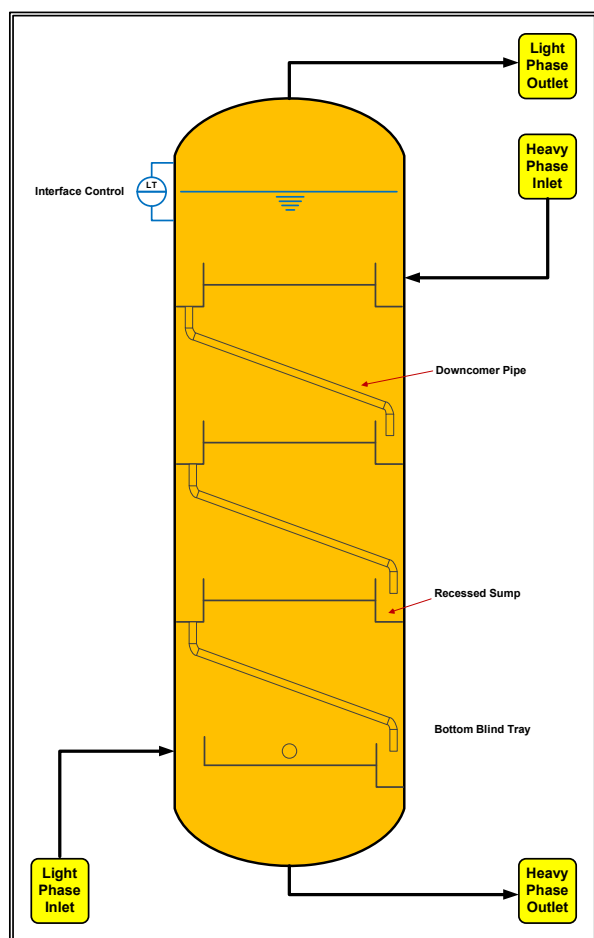 Light
Phase
Outlet
Heavy
Phase
Inlet
LT
Interface Control
Downcomer Pipe
Recessed Sump
Bottom Blind Tray
Light
Phase
Inlet
Heavy
Phase
Outlet